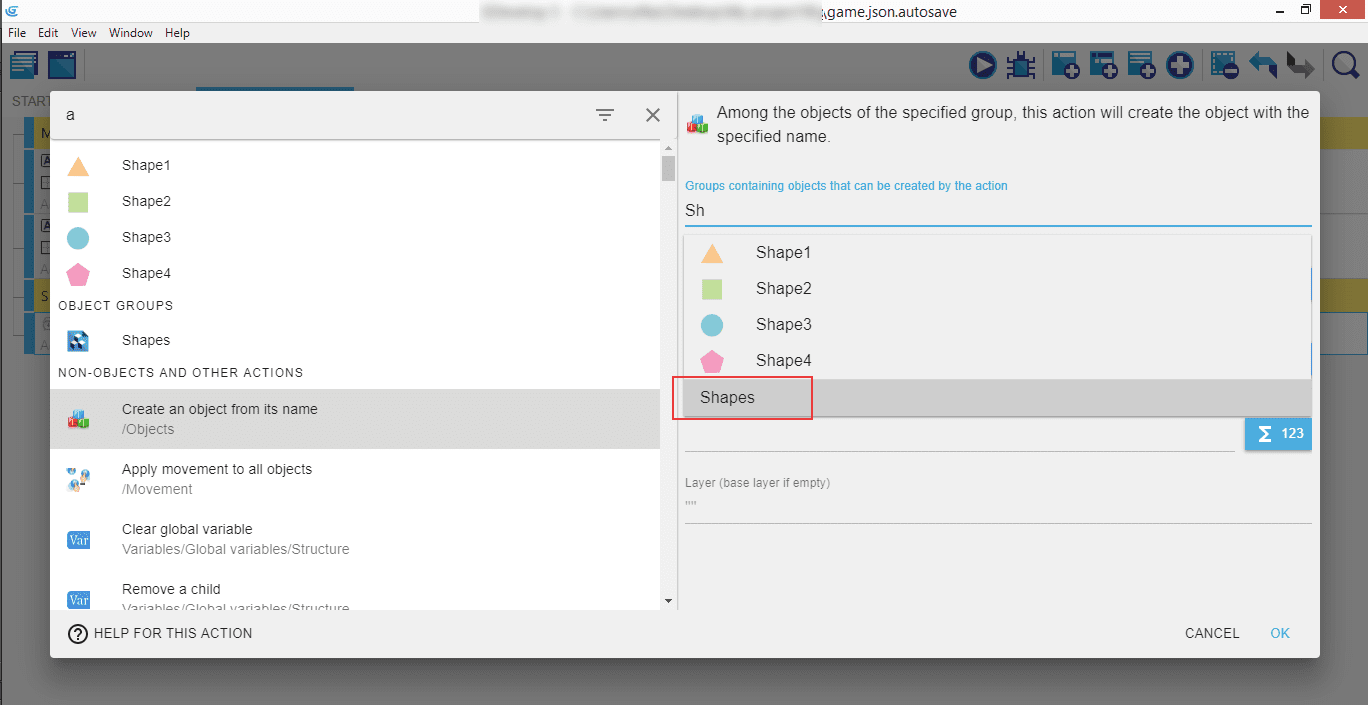 \game.json.autosave
File Edit View Window Help
START
a
Shape1
Shape2
Shape3
Shape4
OBJECT GROUPS
Shapes
NON-OBJECTS AND OTHER ACTIONS
Create an object from its name
/Objects
Apply movement to all objects
/Movement
Var
Clear global variable
Variables/Global variables/Structure
Var
Remove a child
Variables/Global variables/Structure
Among the objects of the specified group, this action will create the object with the
specified name.
Groups containing objects that can be created by the action
Sh
Shape1
Shape2
Shape3
Shape4
Shapes
Σ 123
Layer (base layer if empty)
""
? HELP FOR THIS ACTION
CANCEL
OK